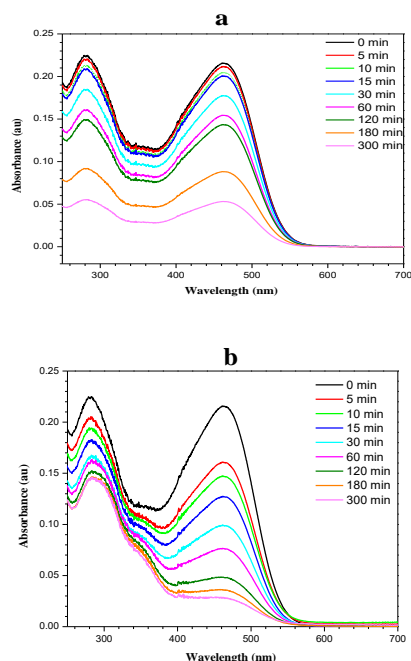 a
0.25
0.20
0.15
0.10
0.05
0.00
Absorbance (au)
0 min
5 min
10 min
15 min
30 min
60 min
120 min
180 min
300 min
300
400
500
600
700
Wavelength (nm)
b
0.25
0.20
0.15
0.10
0.05
0.00
Absorbance (au)
0 min
5 min
10 min
15 min
30 min
60 min
120 min
180 min
300 min
300
400
500
600
700
Wavelength (nm)